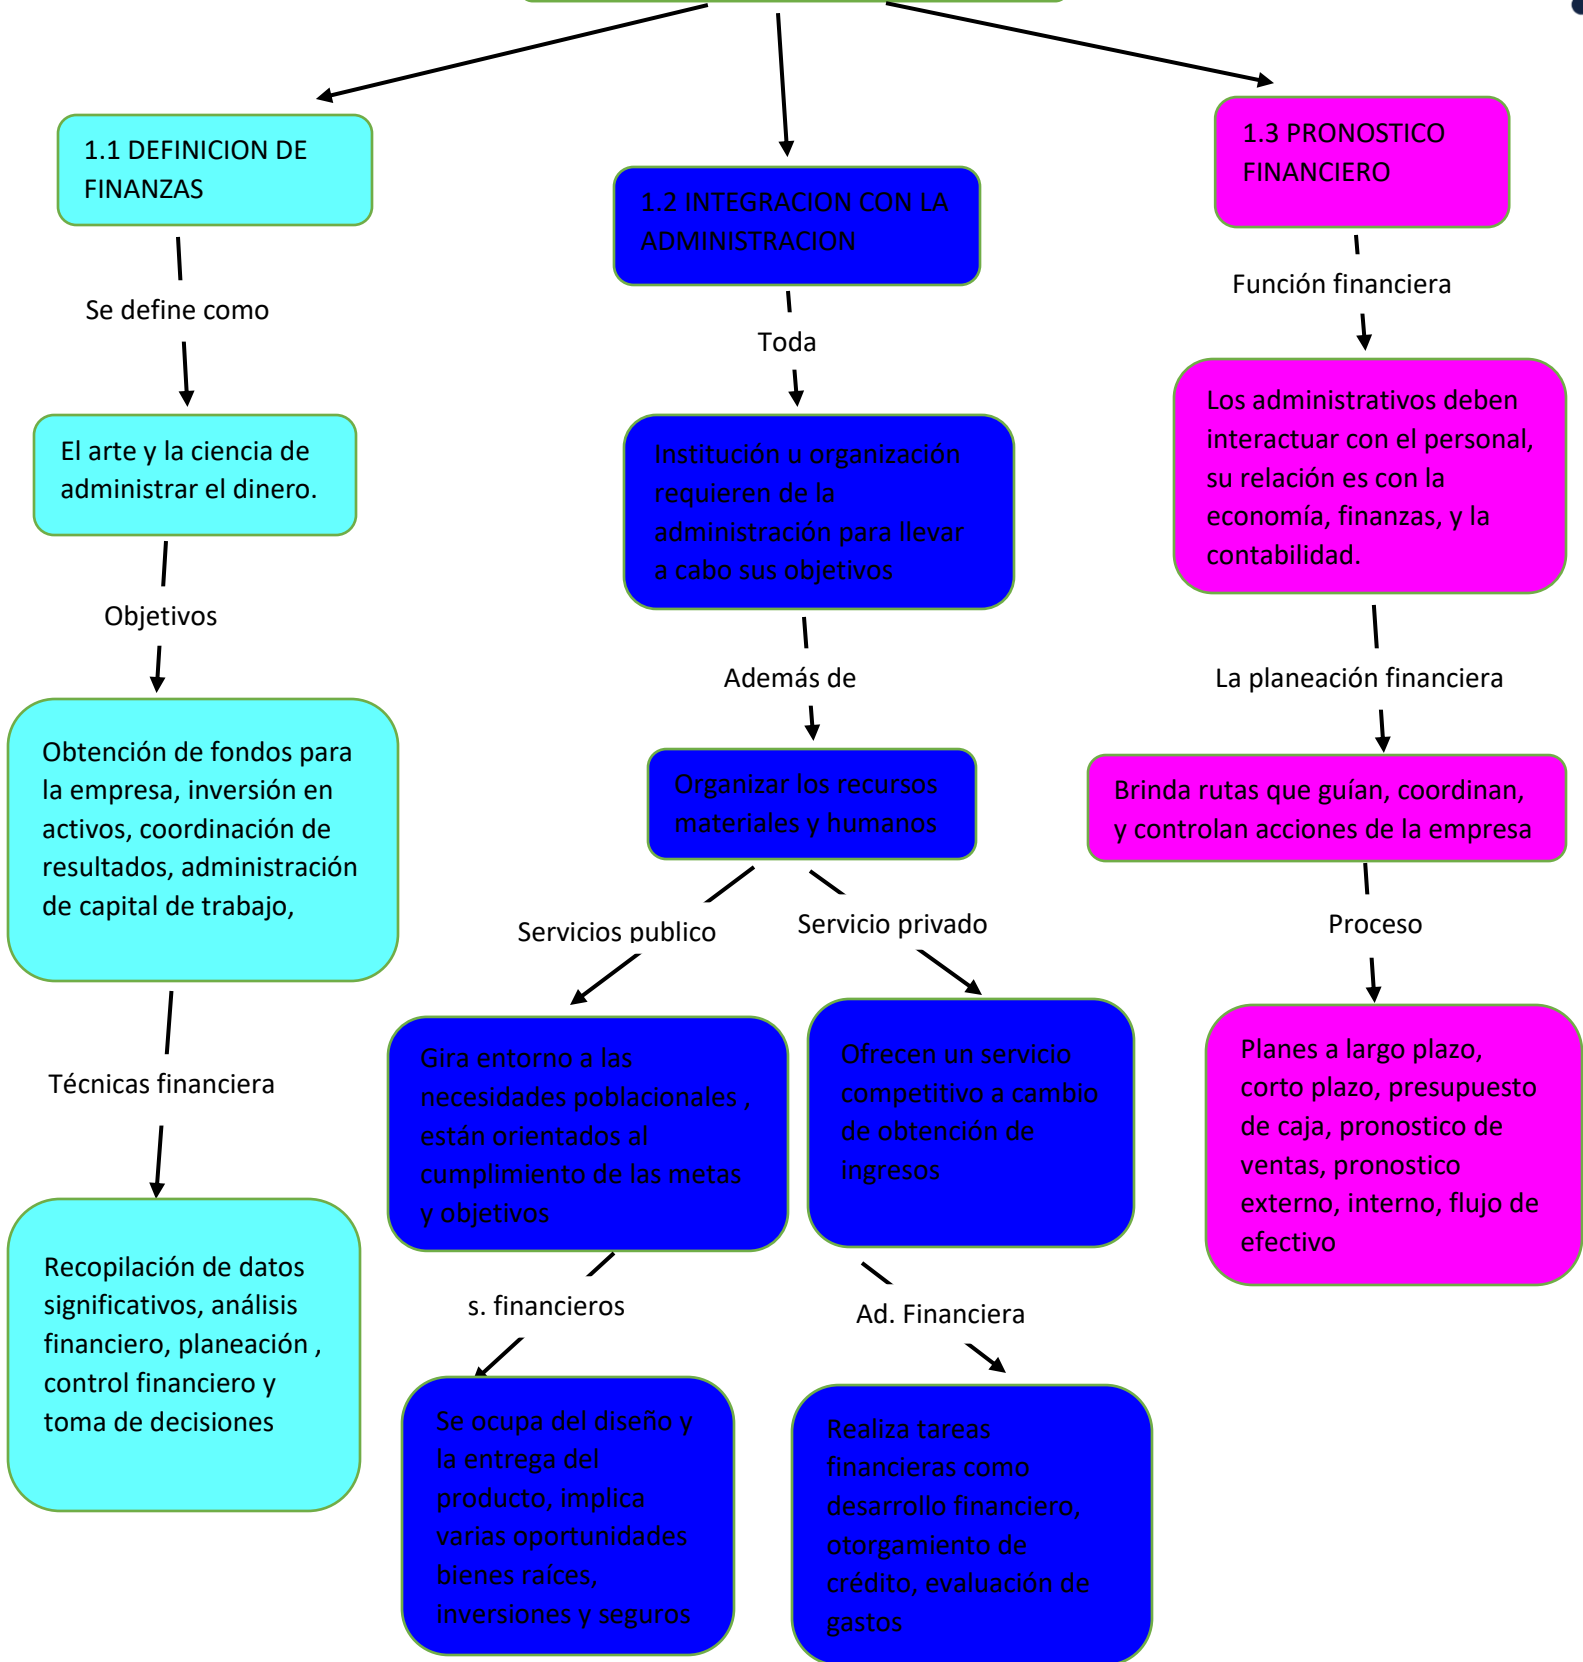 1.1 DEFINICION DE
FINANZAS
Se define como
El arte y la ciencia de
administrar el dinero.
Objetivos
Obtención de fondos para
la empresa, inversión en
activos, coordinación de
resultados, administración
de capital de trabajo,
Técnicas financiera
Recopilación de datos
significativos, análisis
financiero, planeación ,
control financiero y
toma de decisiones
1.2 INTEGRACION CON LA
ADMINISTRACION
Toda
Institución u organización
requieren de la
administración para llevar
a cabo sus objetivos
Además de
Organizar los recursos
materiales y humanos
Servicios publico
Gira entorno a las
necesidades poblacionales ,
están orientados al
cumplimiento de las metas
y objetivos
s. financieros
Se ocupa del diseño y
la entrega del
producto, implica
varias oportunidades
bienes raíces,
inversiones y seguros
Servicio privado
Ofrecen un servicio
competitivo a cambio
de obtención de
ingresos
Ad. Financiera
Realiza tareas
financieras como
desarrollo financiero,
otorgamiento de
crédito, evaluación de
gastos
1.3 PRONOSTICO
FINANCIERO
Función financiera
Los administrativos deben
interactuar con el personal,
su relación es con la
economía, finanzas, y la
contabilidad.
La planeación financiera
Brinda rutas que guían, coordinan,
y controlan acciones de la empresa
Proceso
Planes a largo plazo,
corto plazo, presupuesto
de caja, pronostico de
ventas, pronostico
externo, interno, flujo de
efectivo